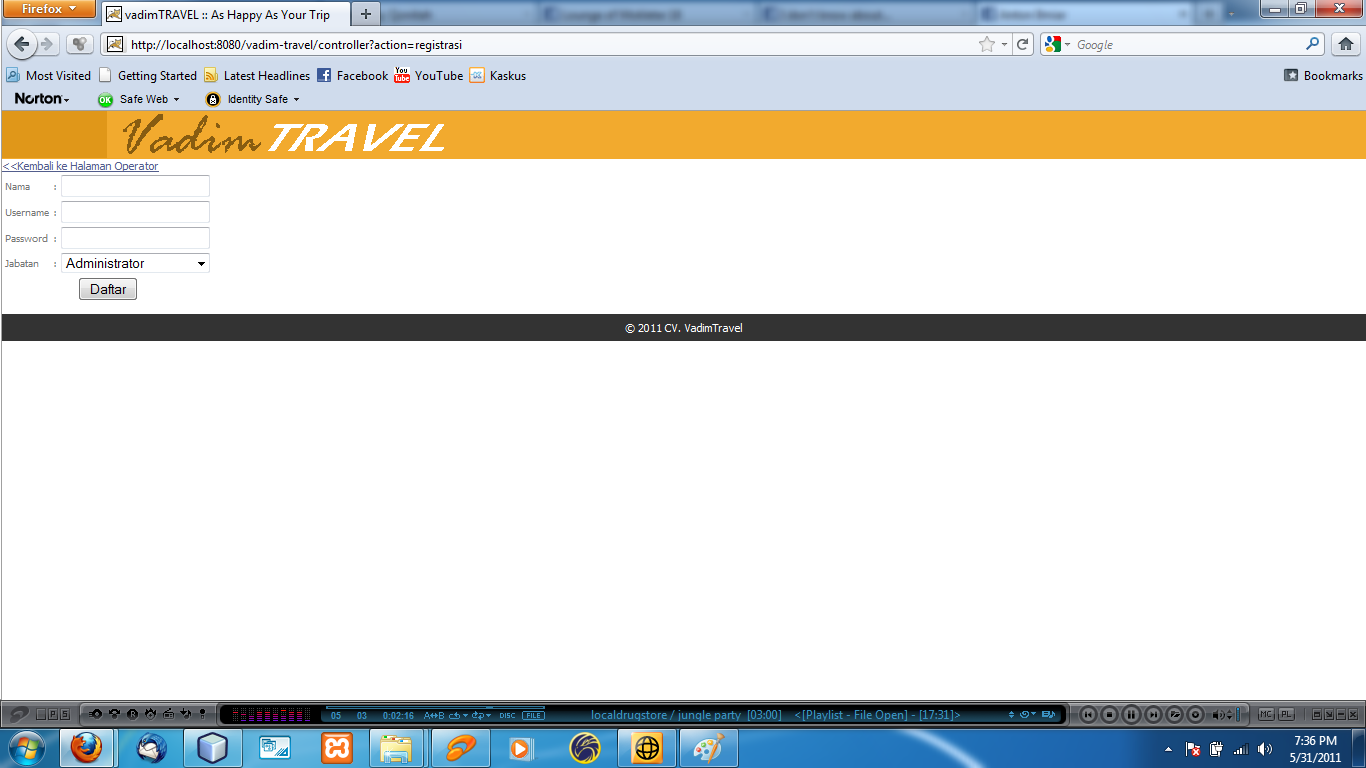 Firefox
vadimTRAVEL :: As Happy As Your Trip
http://localhost:8080/vadim-travel/controller?action=registrasi
Google
Most Visited Getting Started Latest Headlines Facebook YouTube Kaskus Bookmarks
Norton OK Safe Web Identity Safe
Vadim TRAVEL
<<Kembali ke Halaman Operator
Nama :
Username :
Password :
Jabatan : Administrator
Daftar
© 2011 CV. VadimTravel
P S R 05 03 0:02:16 A↔B DISC FILE localdrugstore / jungle party [03:00] <[Playlist - File Open] - [17:31]> MC PL
7:36 PM
5/31/2011